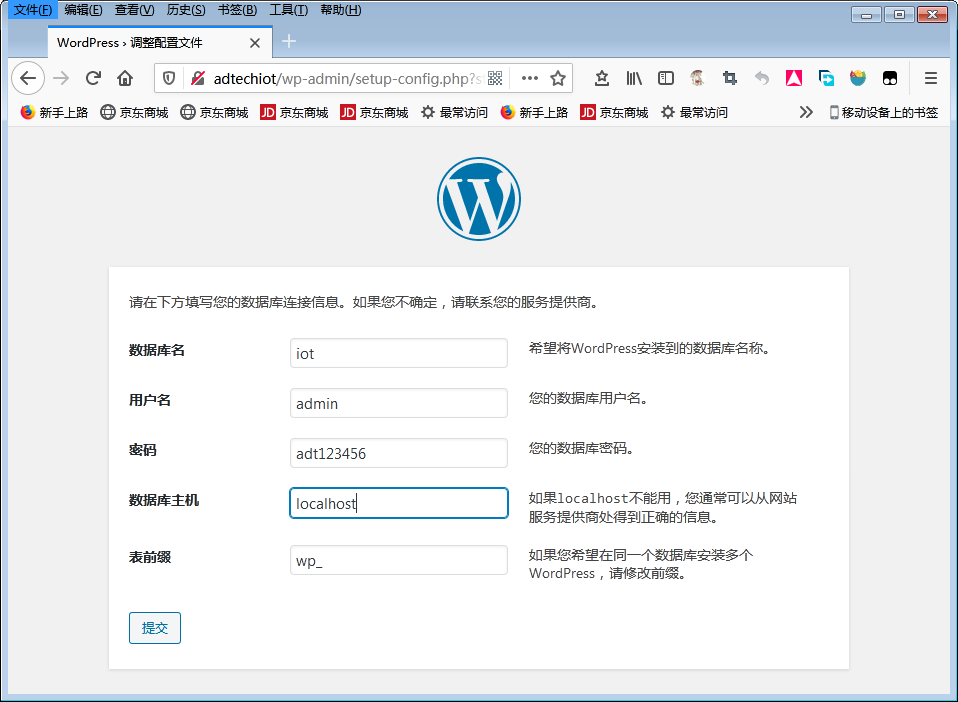 文件(F) 编辑(E) 查看(V) 历史(S) 书签(B) 工具(T) 帮助(H)
WordPress › 调整配置文件
adtechiot/wp-admin/setup-config.php?s
新手上路 京东商城 京东商城 JD 京东商城 JD 京东商城 最常访问 新手上路 JD 京东商城 最常访问 移动设备上的书签
请在下方填写您的数据库连接信息。如果您不确定，请联系您的服务提供商。
数据库名 iot 希望将WordPress安装到的数据库名称。
用户名 admin 您的数据库用户名。
密码 adt123456 您的数据库密码。
数据库主机 localhost 如果localhost不能用，您通常可以从网站
服务提供商处得到正确的信息。
表前缀 wp_ 如果您希望在同一个数据库安装多个
WordPress，请修改前缀。
提交